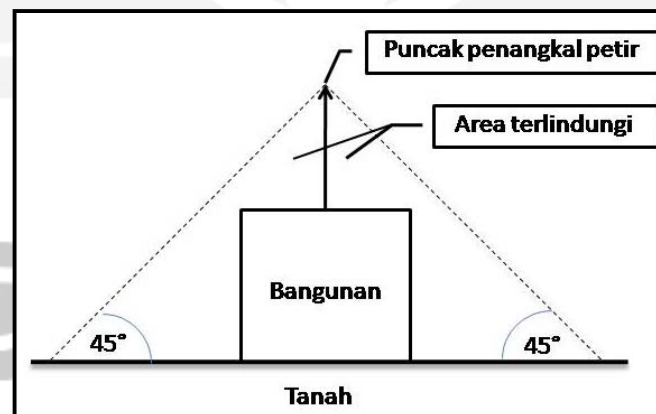 Puncak penangkal petir
Area terlindungi
Bangunan
45°
45°
Tanah